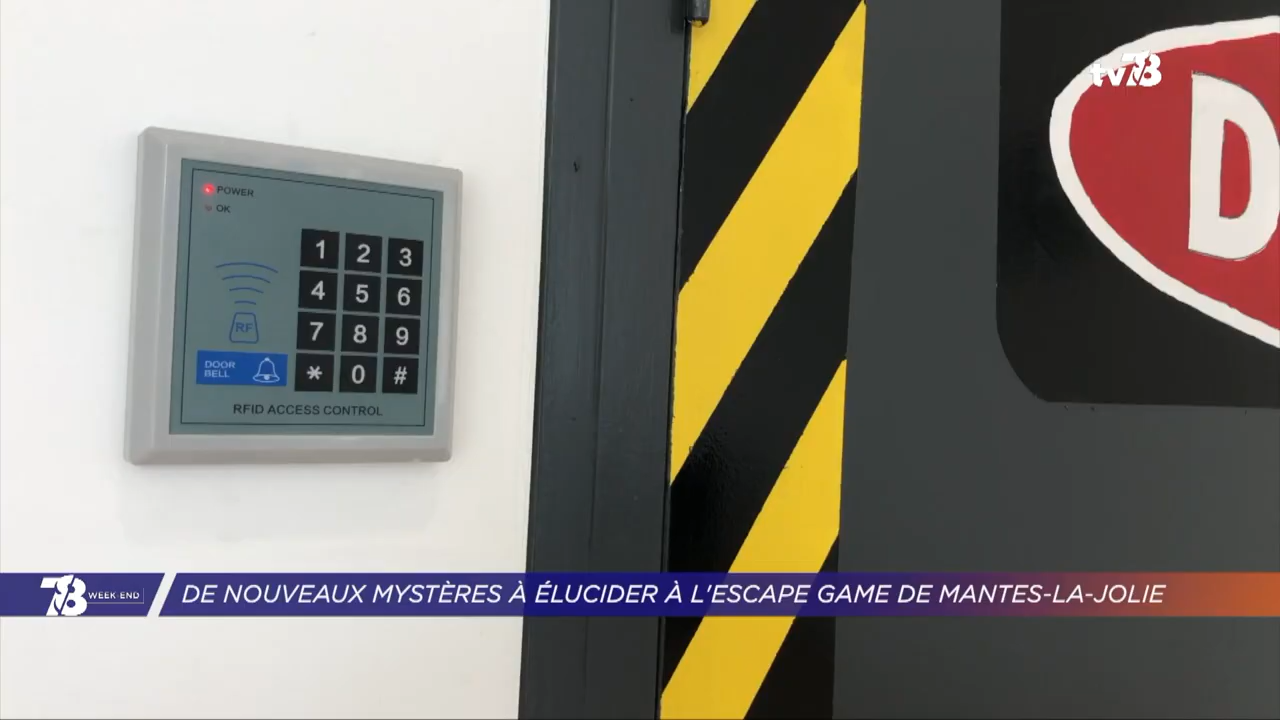 tv78
D
POWER
OK
1 2 3
4 5 6
7 8 9
* 0 #
RF
DOOR
BELL
RFID ACCESS CONTROL
78 WEEK-END
DE NOUVEAUX MYSTÈRES À ÉLUCIDER À L'ESCAPE GAME DE MANTES-LA-JOLIE